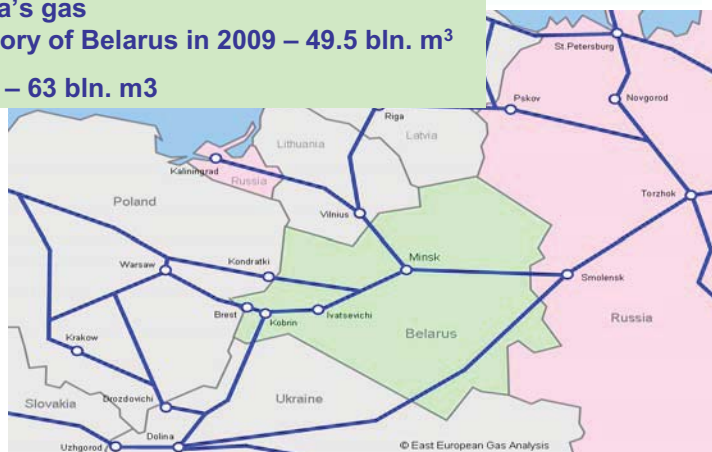 a's gas
ory of Belarus in 2009 – 49.5 bln. m³
– 63 bln. m3
St.Petersburg
Pskov
Novgorod
Riga
Latvia
Lithuania
Kaliningrad
Russia
Torzhok
Poland
Vilnius
Minsk
Warsaw
Kondratki
Smolensk
Brest
Kobrin
Ivatsevichi
Russia
Belarus
Krakow
Drozdovichi
Ukraine
Slovakia
Dolina
Uzhgorod
© East European Gas Analysis